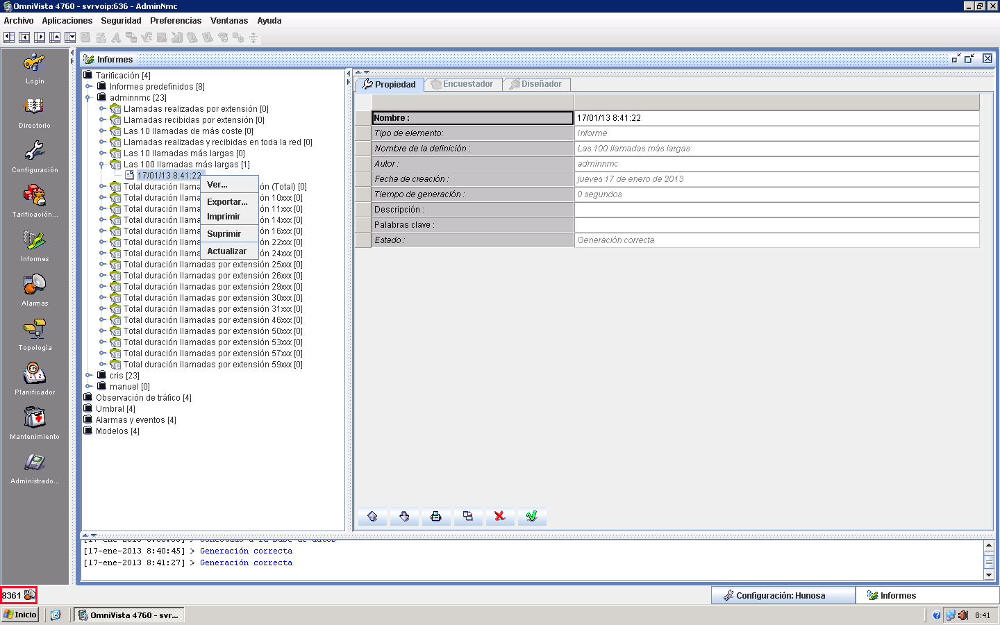 OmniVista 4760 - svrvoip:636 - AdminNmc
Archivo Aplicaciones Seguridad Preferencias Ventanas Ayuda
Login
Directorio
Configuración
Tarificación...
Informes
Alarmas
Topología
Planificador
Mantenimiento
Administrado...
Informes
Tarificación [4]
Informes predefinidos [8]
adminnmc [23]
Llamadas realizadas por extensión [0]
Llamadas recibidas por extensión [0]
Las 10 llamadas de más coste [0]
Llamadas realizadas y recibidas en toda la red [0]
Las 10 llamadas más largas [0]
Las 100 llamadas más largas [1]
17/01/13 8:41:22
Total duración llama ón (Total) [0]
Total duración llama ón 10xxx [0]
Total duración llama ón 11xxx [0]
Total duración llama ón 14xxx [0]
Total duración llama ón 16xxx [0]
Total duración llama ón 22xxx [0]
Total duración llama ón 24xxx [0]
Total duración llamadas por extensión 25xxx [0]
Total duración llamadas por extensión 26xxx [0]
Total duración llamadas por extensión 29xxx [0]
Total duración llamadas por extensión 30xxx [0]
Total duración llamadas por extensión 31xxx [0]
Total duración llamadas por extensión 46xxx [0]
Total duración llamadas por extensión 50xxx [0]
Total duración llamadas por extensión 53xxx [0]
Total duración llamadas por extensión 57xxx [0]
Total duración llamadas por extensión 59xxx [0]
cris [23]
manuel [0]
Observación de tráfico [4]
Umbral [4]
Alarmas y eventos [4]
Modelos [4]
Ver...
Exportar...
Imprimir
Suprimir
Actualizar
Propiedad Encuestador Diseñador
Nombre : 17/01/13 8:41:22
Tipo de elemento: Informe
Nombre de la definición : Las 100 llamadas más largas
Autor : adminnmc
Fecha de creación : jueves 17 de enero de 2013
Tiempo de generación : 0 segundos
Descripción :
Palabras clave :
Estado : Generación correcta
[17-ene-2013 8:40:45] > Generación correcta
[17-ene-2013 8:41:27] > Generación correcta
8361
Configuración: Hunosa
Informes
Inicio
OmniVista 4760 - svr...
8:41